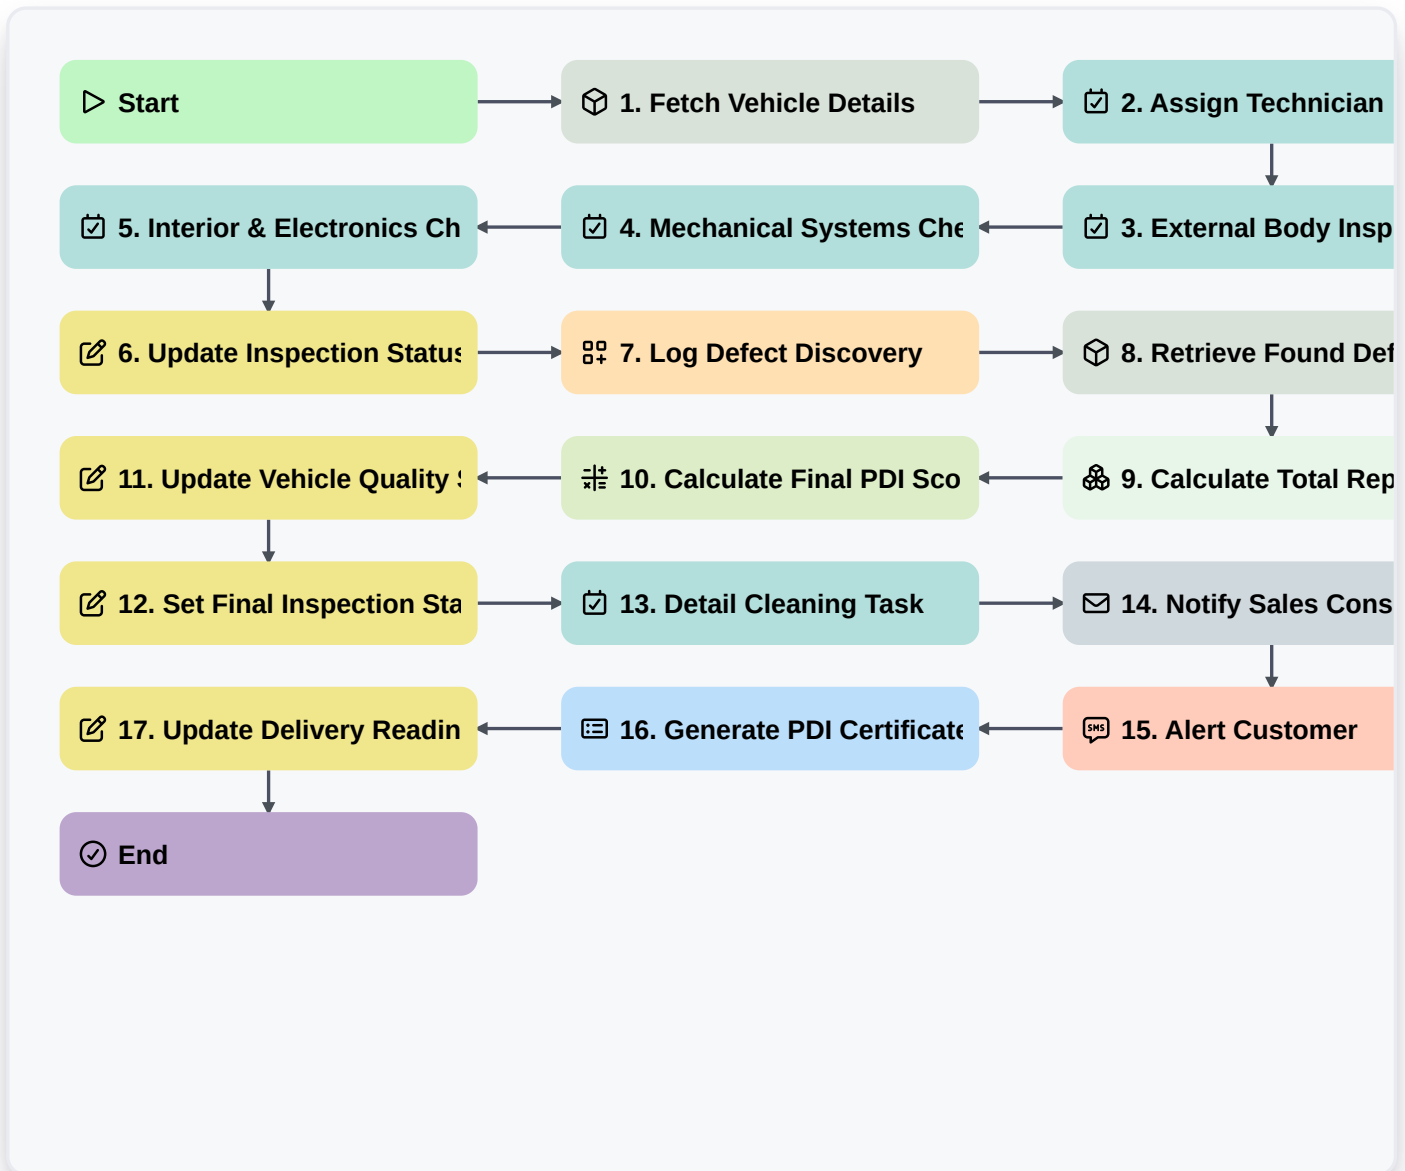 Start
1. Fetch Vehicle Details
2. Assign Technician
5. Interior & Electronics Ch
4. Mechanical Systems Che
3. External Body Insp
6. Update Inspection Status
7. Log Defect Discovery
8. Retrieve Found Def
11. Update Vehicle Quality
10. Calculate Final PDI Sco
9. Calculate Total Rep
12. Set Final Inspection Sta
13. Detail Cleaning Task
14. Notify Sales Cons
17. Update Delivery Readin
16. Generate PDI Certificate
SMS
15. Alert Customer
End